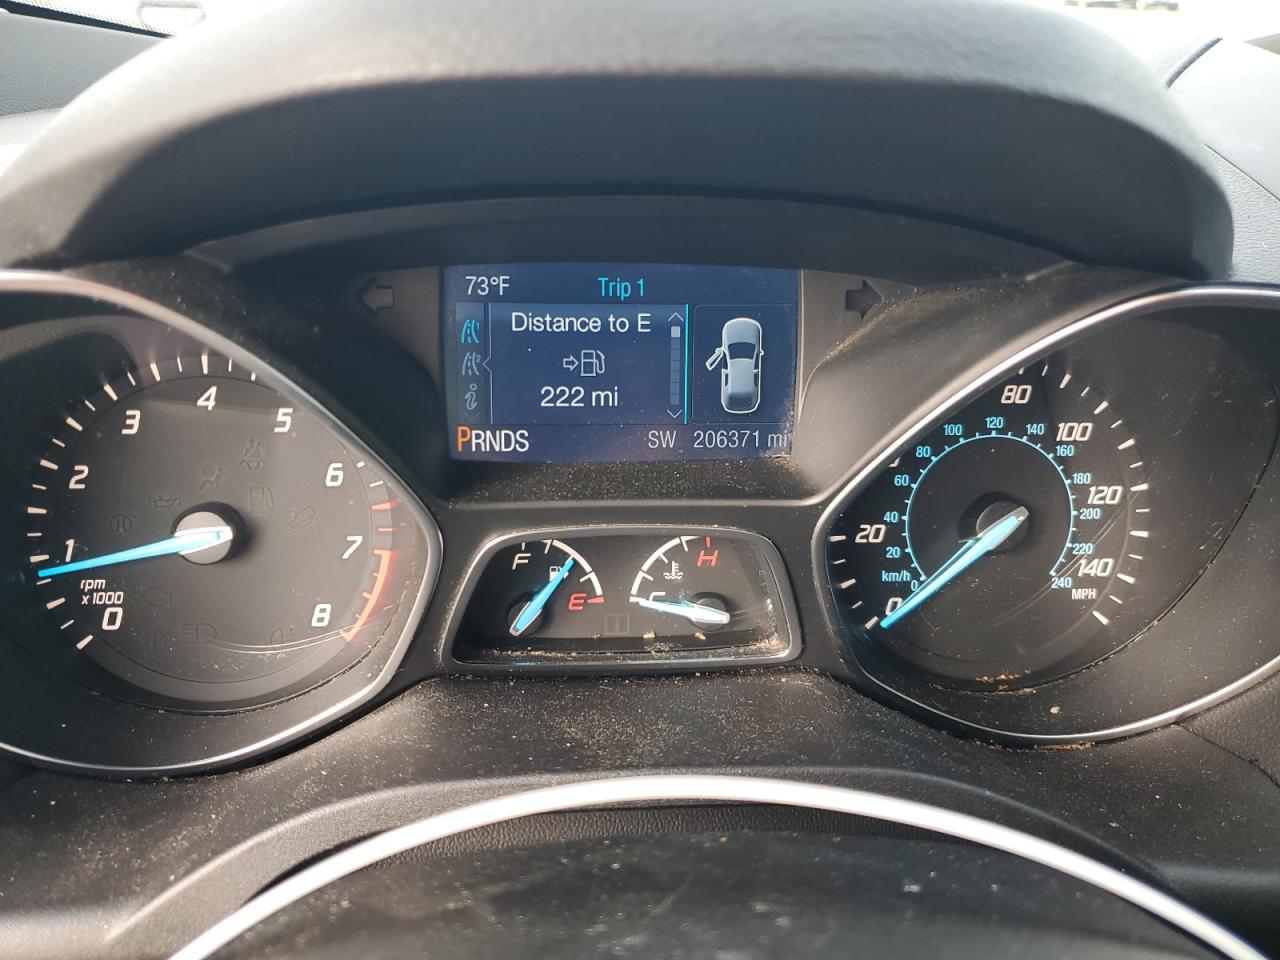 73°F Trip 1
Distance to E
222 mi
PRNDS SW 206371 mi
0 1 2 3 4 5 6 7 8
rpm
x1000
F E
C H
0 20 80 100 120 140
MPH
0 20 40 60 80 100 120 140 160 180 200 220 240
km/h